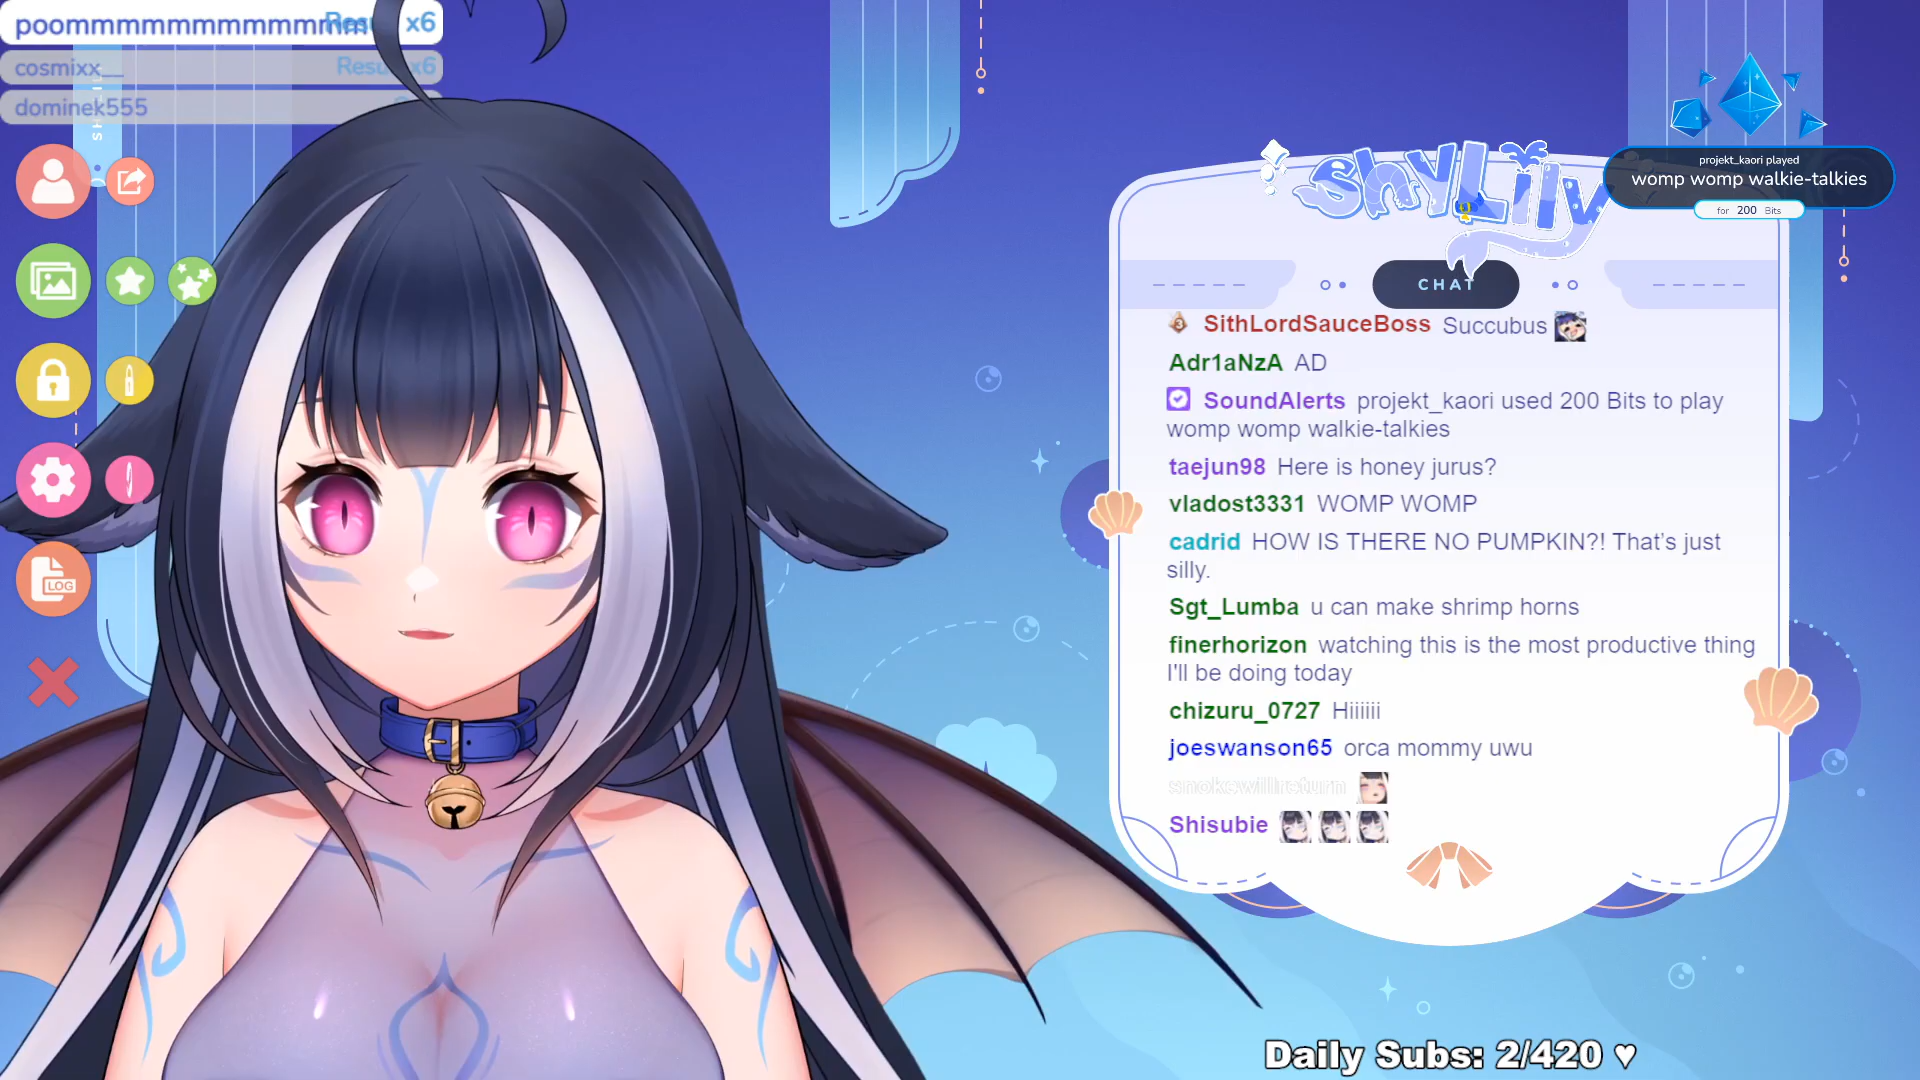 poommmmmmmmmmmm Resu x6
cosmixx__ Resu x6
dominek555
LOG
projekt_kaori played
womp womp walkie-talkies
for 200 Bits
shyLily
CHAT
SithLordSauceBoss Succubus
Adr1aNzA AD
SoundAlerts projekt_kaori used 200 Bits to play
womp womp walkie-talkies
taejun98 Here is honey jurus?
vladost3331 WOMP WOMP
cadrid HOW IS THERE NO PUMPKIN?! That's just
silly.
Sgt_Lumba u can make shrimp horns
finerhorizon watching this is the most productive thing
I'll be doing today
chizuru_0727 Hiiiiii
joeswanson65 orca mommy uwu
smokewillreturn
Shisubie
Daily Subs: 2/420 ♥